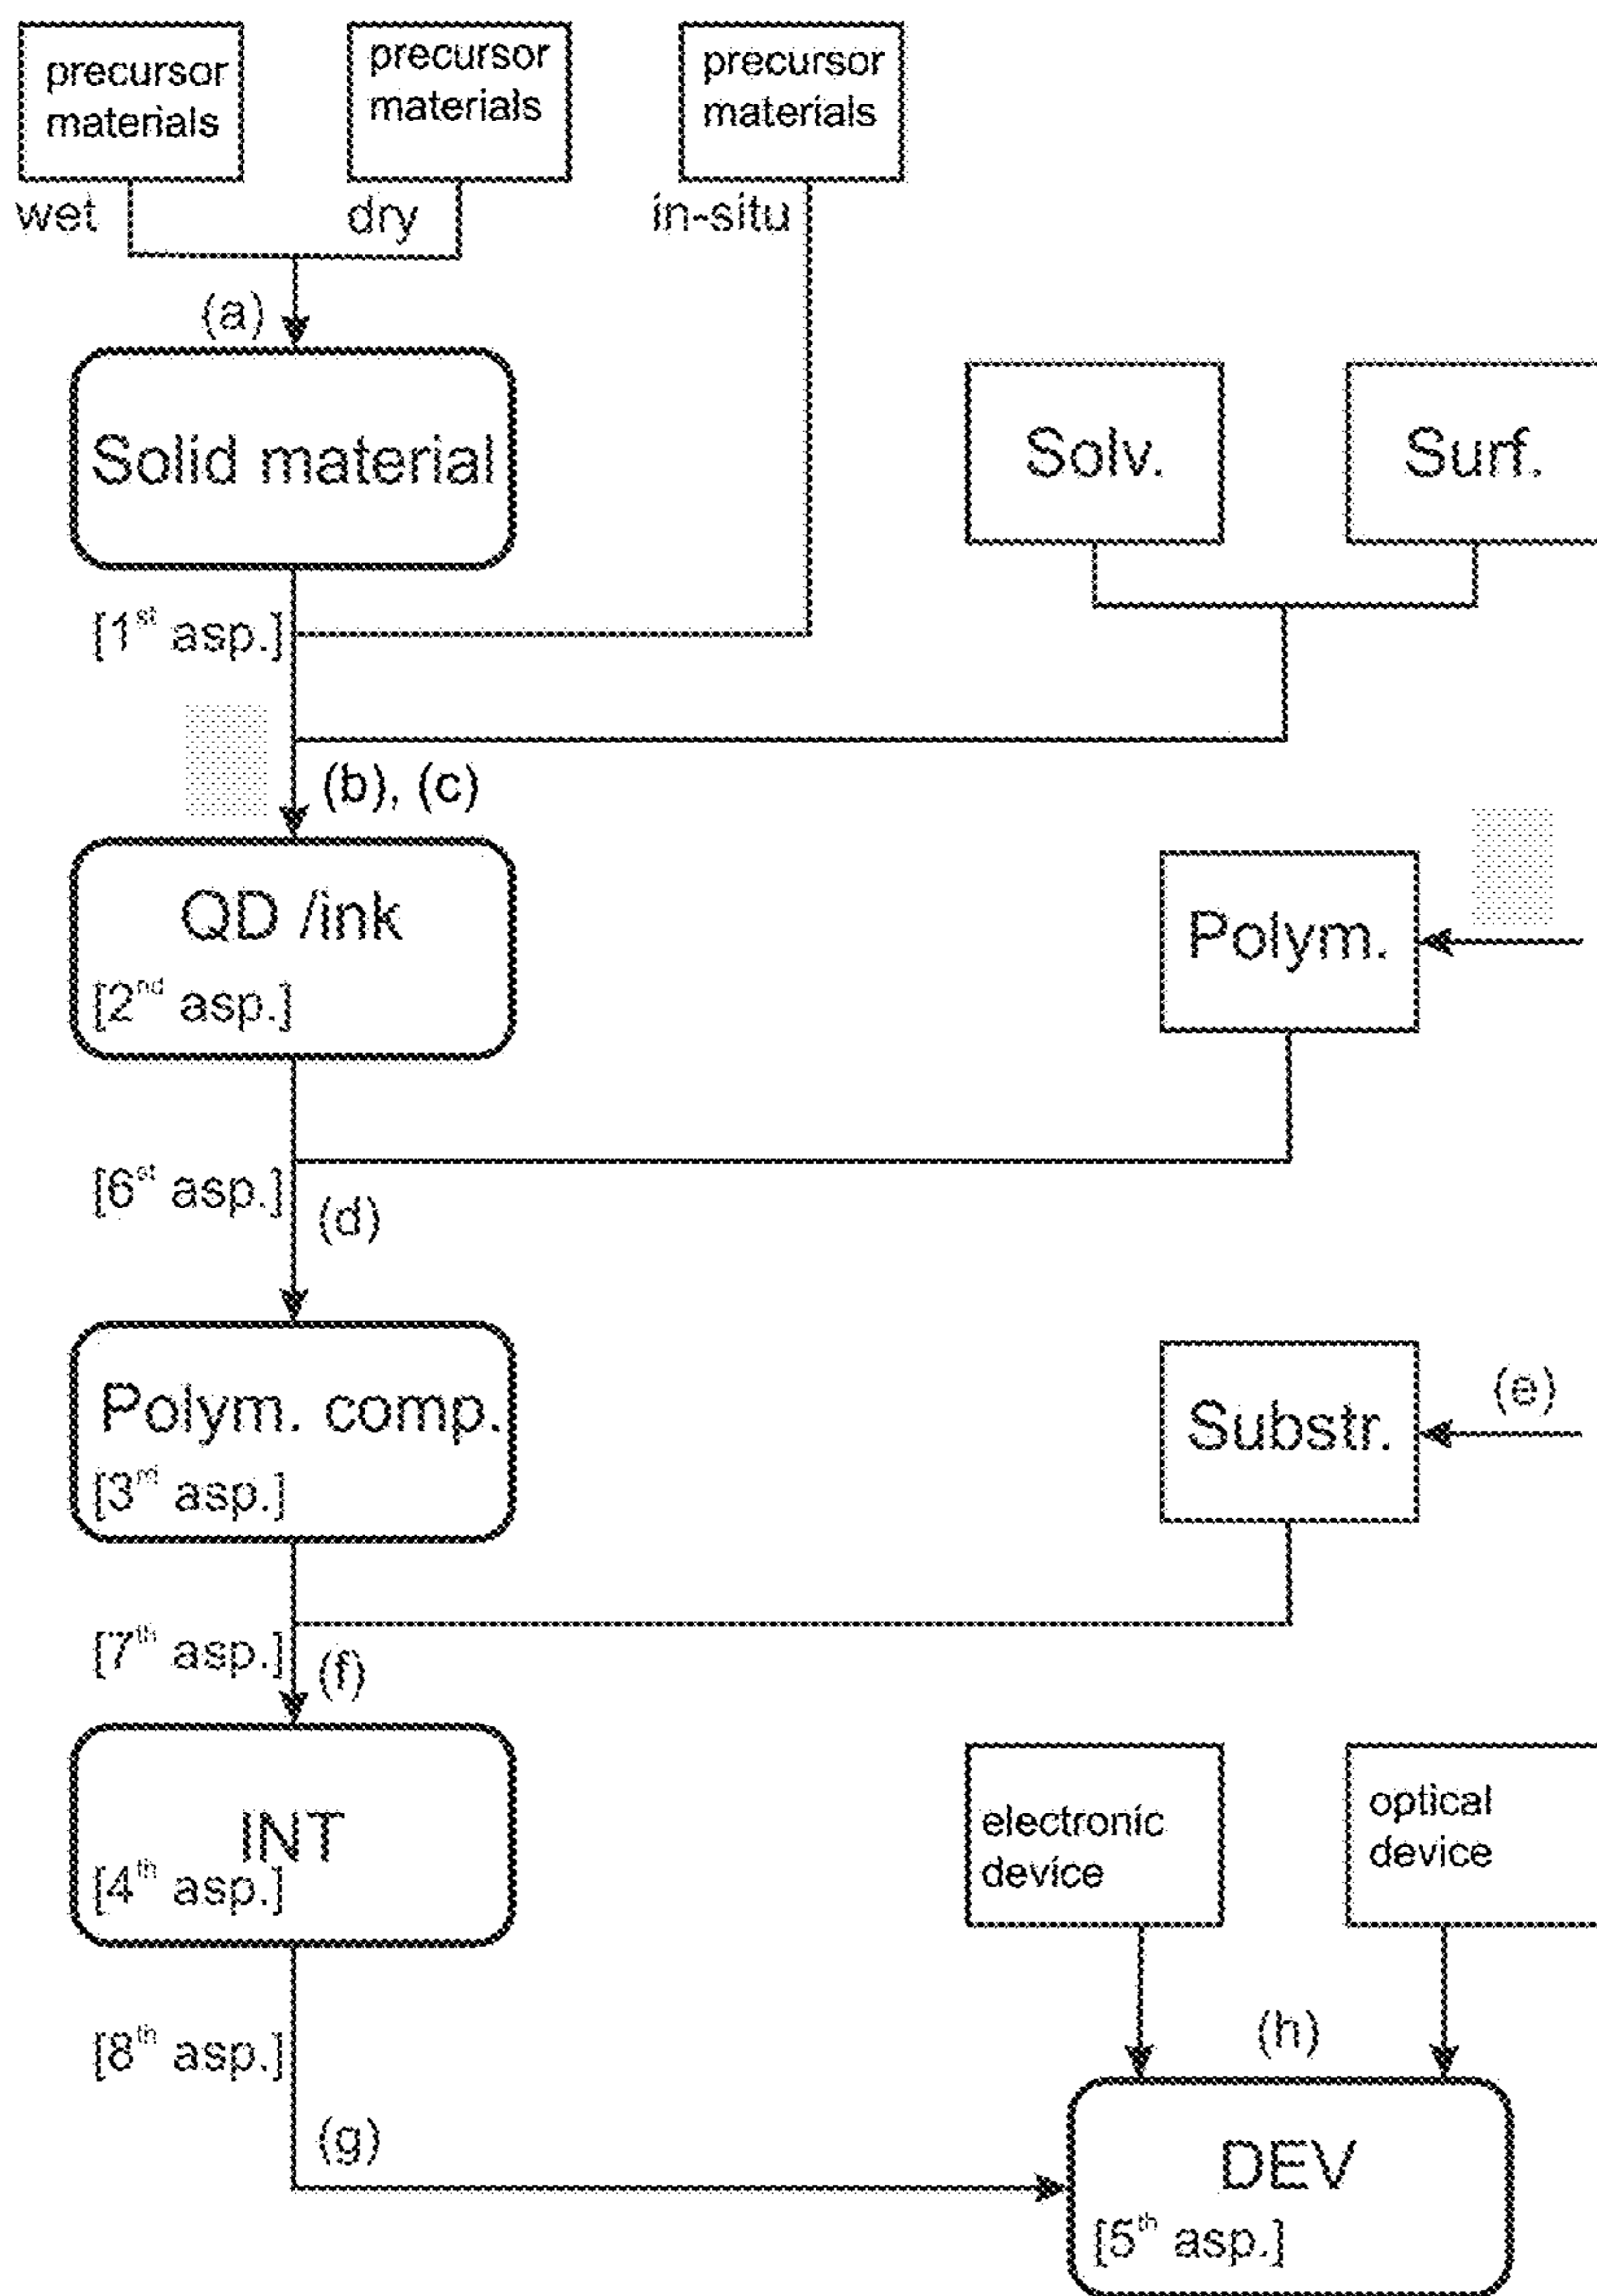 precursor
materials
precursor
materials
precursor
materials
wet
dry
in-situ
(a)
Solid material
Solv.
Surf.
[1st asp.]
(b), (c)
QD /ink
[2nd asp.]
Polym.
[6st asp.]
(d)
Polym. comp.
[3rd asp.]
Substr.
(e)
[7th asp.]
(f)
INT
[4th asp.]
electronic
device
optical
device
[8th asp.]
(g)
(h)
DEV
[5th asp.]